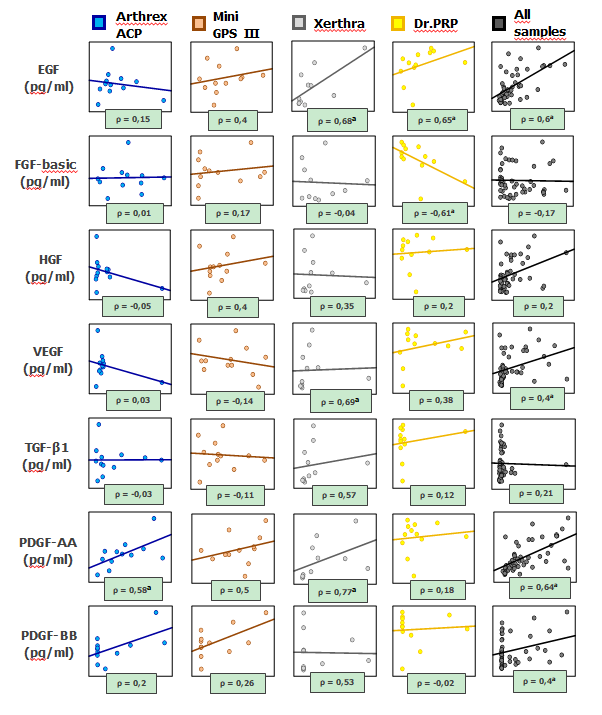 Arthrex ACP
Mini GPS III
Xerthra
Dr.PRP
All samples
EGF (pg/ml)
ρ = 0,15
ρ = 0,4
ρ = 0,68ª
ρ = 0,65ª
ρ = 0,6ª
FGF-basic (pg/ml)
ρ = 0,01
ρ = 0,17
ρ = -0,04
ρ = -0,61ª
ρ = -0,17
HGF (pg/ml)
ρ = -0,05
ρ = 0,4
ρ = 0,35
ρ = 0,2
ρ = 0,2
VEGF (pg/ml)
ρ = 0,03
ρ = -0,14
ρ = 0,69ª
ρ = 0,38
ρ = 0,4ª
TGF-β1 (pg/ml)
ρ = -0,03
ρ = -0,11
ρ = 0,57
ρ = 0,12
ρ = 0,21
PDGF-AA (pg/ml)
ρ = 0,58ª
ρ = 0,5
ρ = 0,77ª
ρ = 0,18
ρ = 0,64ª
PDGF-BB (pg/ml)
ρ = 0,2
ρ = 0,26
ρ = 0,53
ρ = -0,02
ρ = 0,4ª